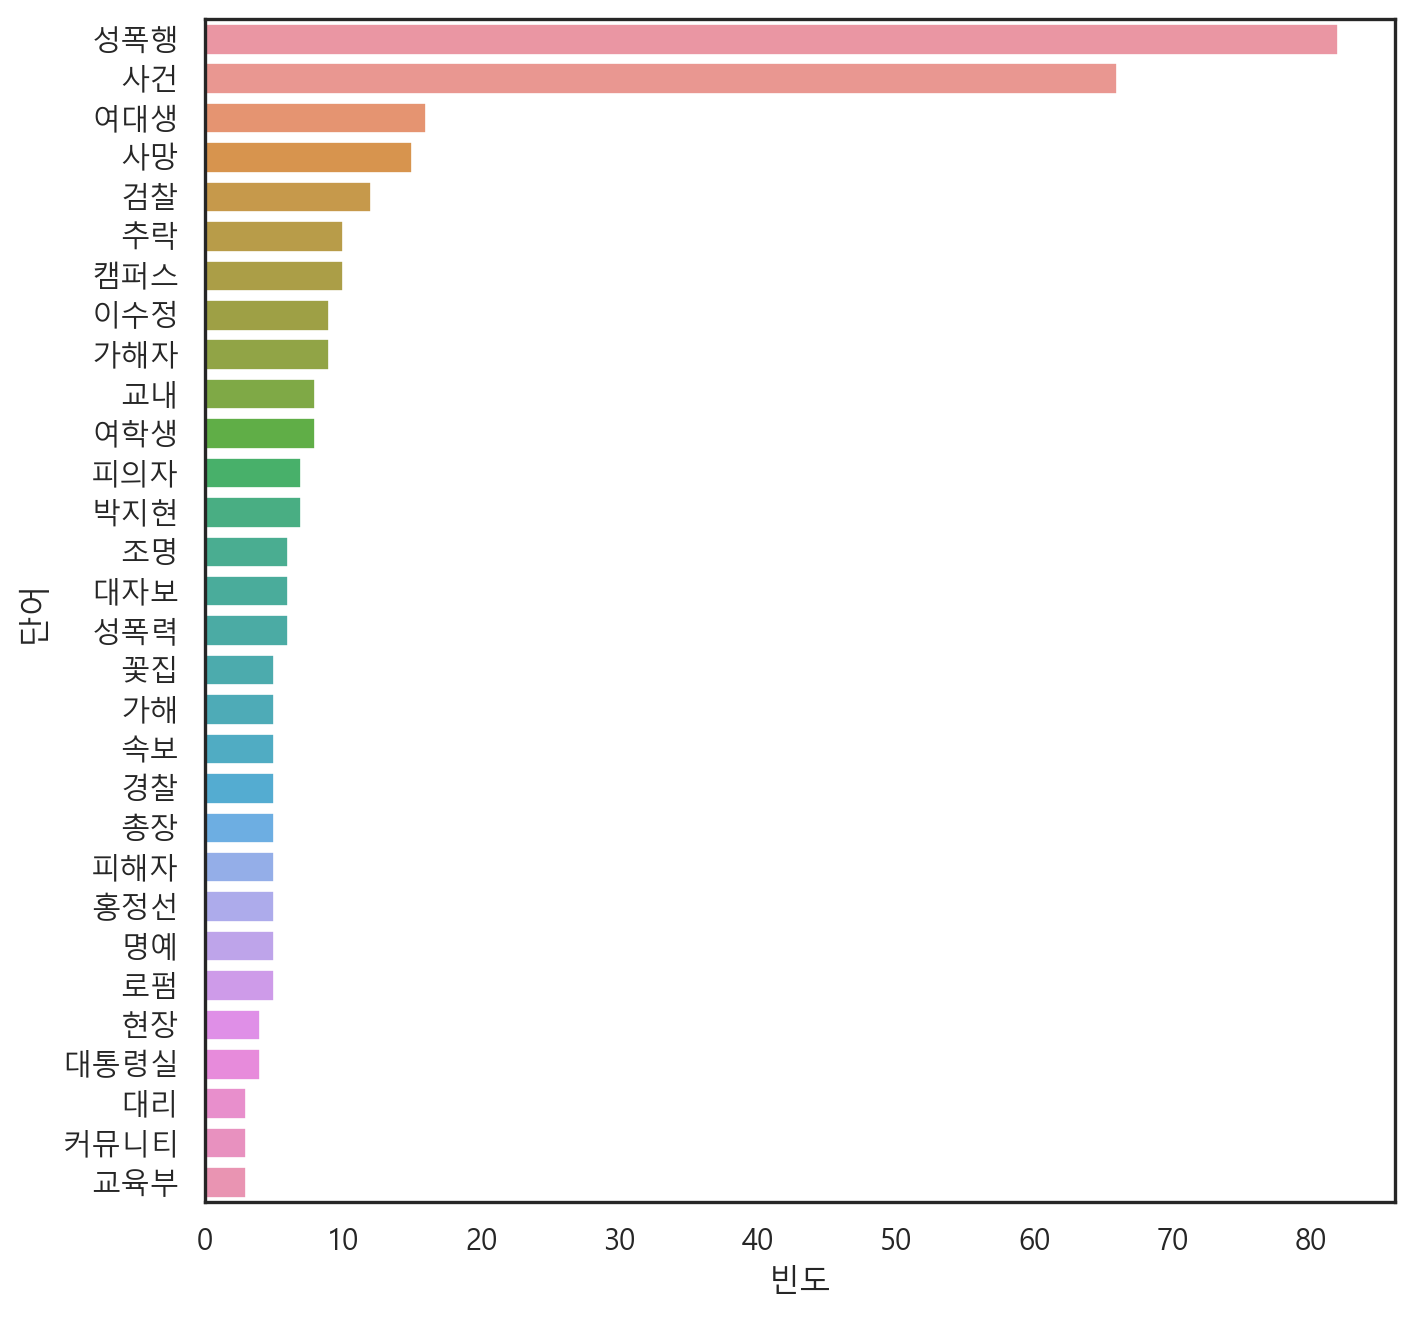 성폭행
사건
여대생
사망
검찰
추락
캠퍼스
이수정
가해자
교내
여학생
피의자
박지현
조명
대자보
성폭력
꽃집
가해
속보
경찰
총장
피해자
홍정선
명예
로펌
현장
대통령실
대리
커뮤니티
교육부
단어
0 10 20 30 40 50 60 70 80
빈도